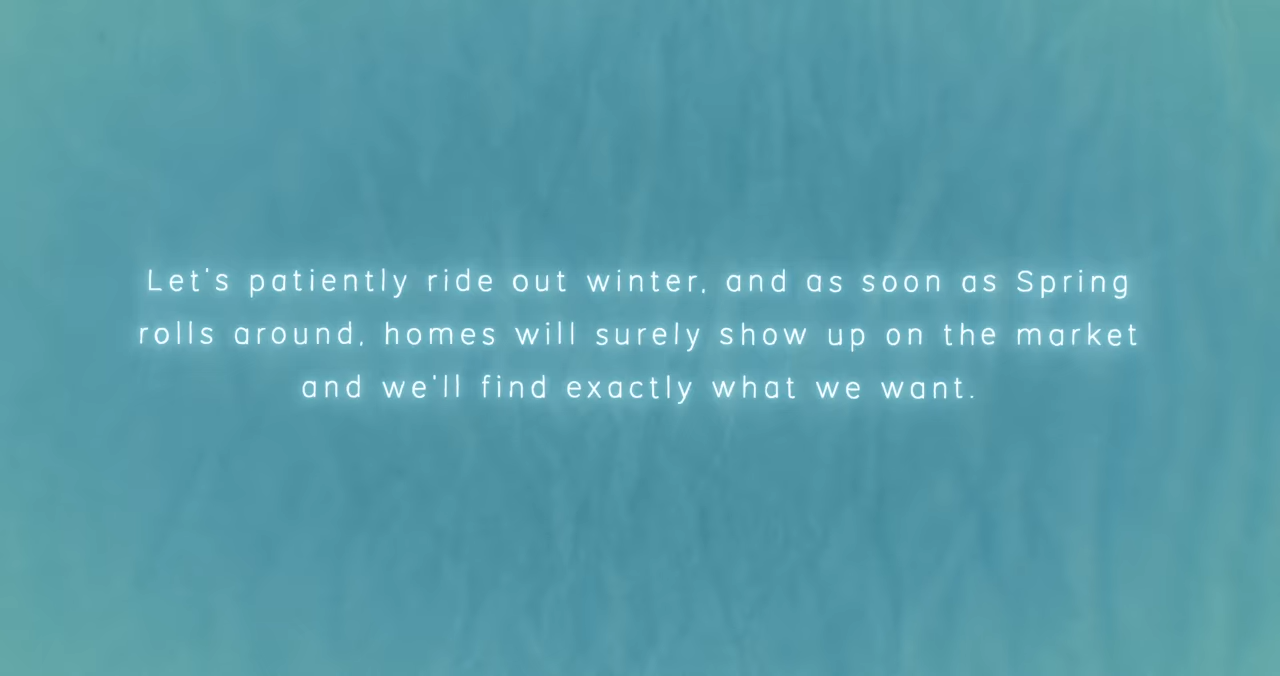 Let's patiently ride out winter, and as soon as Spring
rolls around, homes will surely show up on the market
and we'll find exactly what we want.